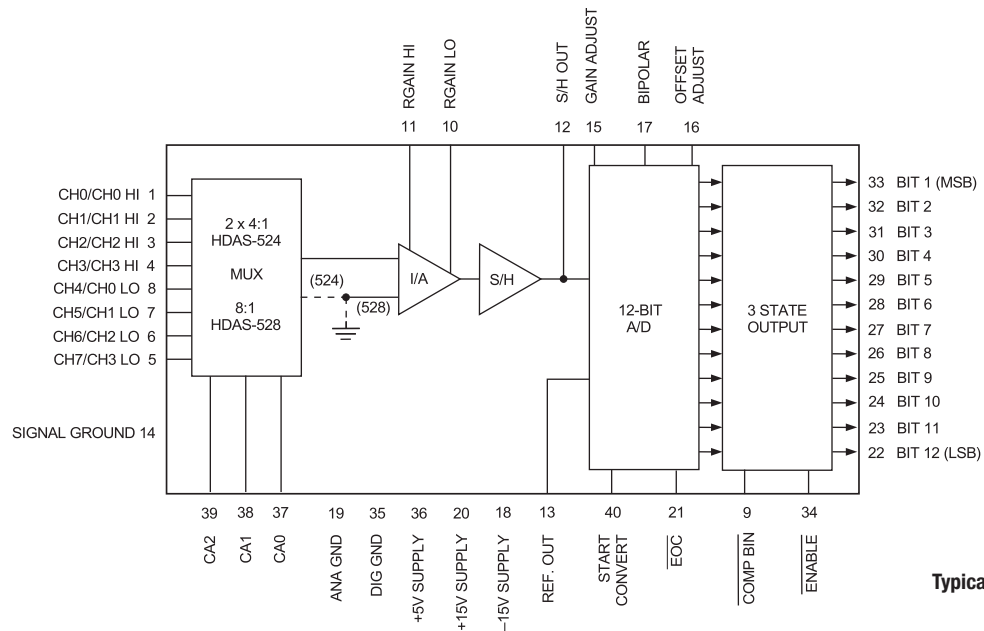 RGAIN HI
RGAIN LO
S/H OUT
GAIN ADJUST
BIPOLAR
OFFSET
ADJUST
11
10
12
15
17
16
CH0/CH0 HI 1
CH1/CH1 HI 2
CH2/CH2 HI 3
CH3/CH3 HI 4
CH4/CH0 LO 8
CH5/CH1 LO 7
CH6/CH2 LO 6
CH7/CH3 LO 5
SIGNAL GROUND 14
2 x 4:1
HDAS-524
MUX
8:1
HDAS-528
(524)
(528)
I/A
S/H
12-BIT
A/D
3 STATE
OUTPUT
33 BIT 1 (MSB)
32 BIT 2
31 BIT 3
30 BIT 4
29 BIT 5
28 BIT 6
27 BIT 7
26 BIT 8
25 BIT 9
24 BIT 10
23 BIT 11
22 BIT 12 (LSB)
39
38
37
19
35
36
20
18
13
40
21
9
34
CA2
CA1
CA0
ANA GND
DIG GND
+5V SUPPLY
+15V SUPPLY
–15V SUPPLY
REF. OUT
START
CONVERT
EOC
COMP BIN
ENABLE
Typica